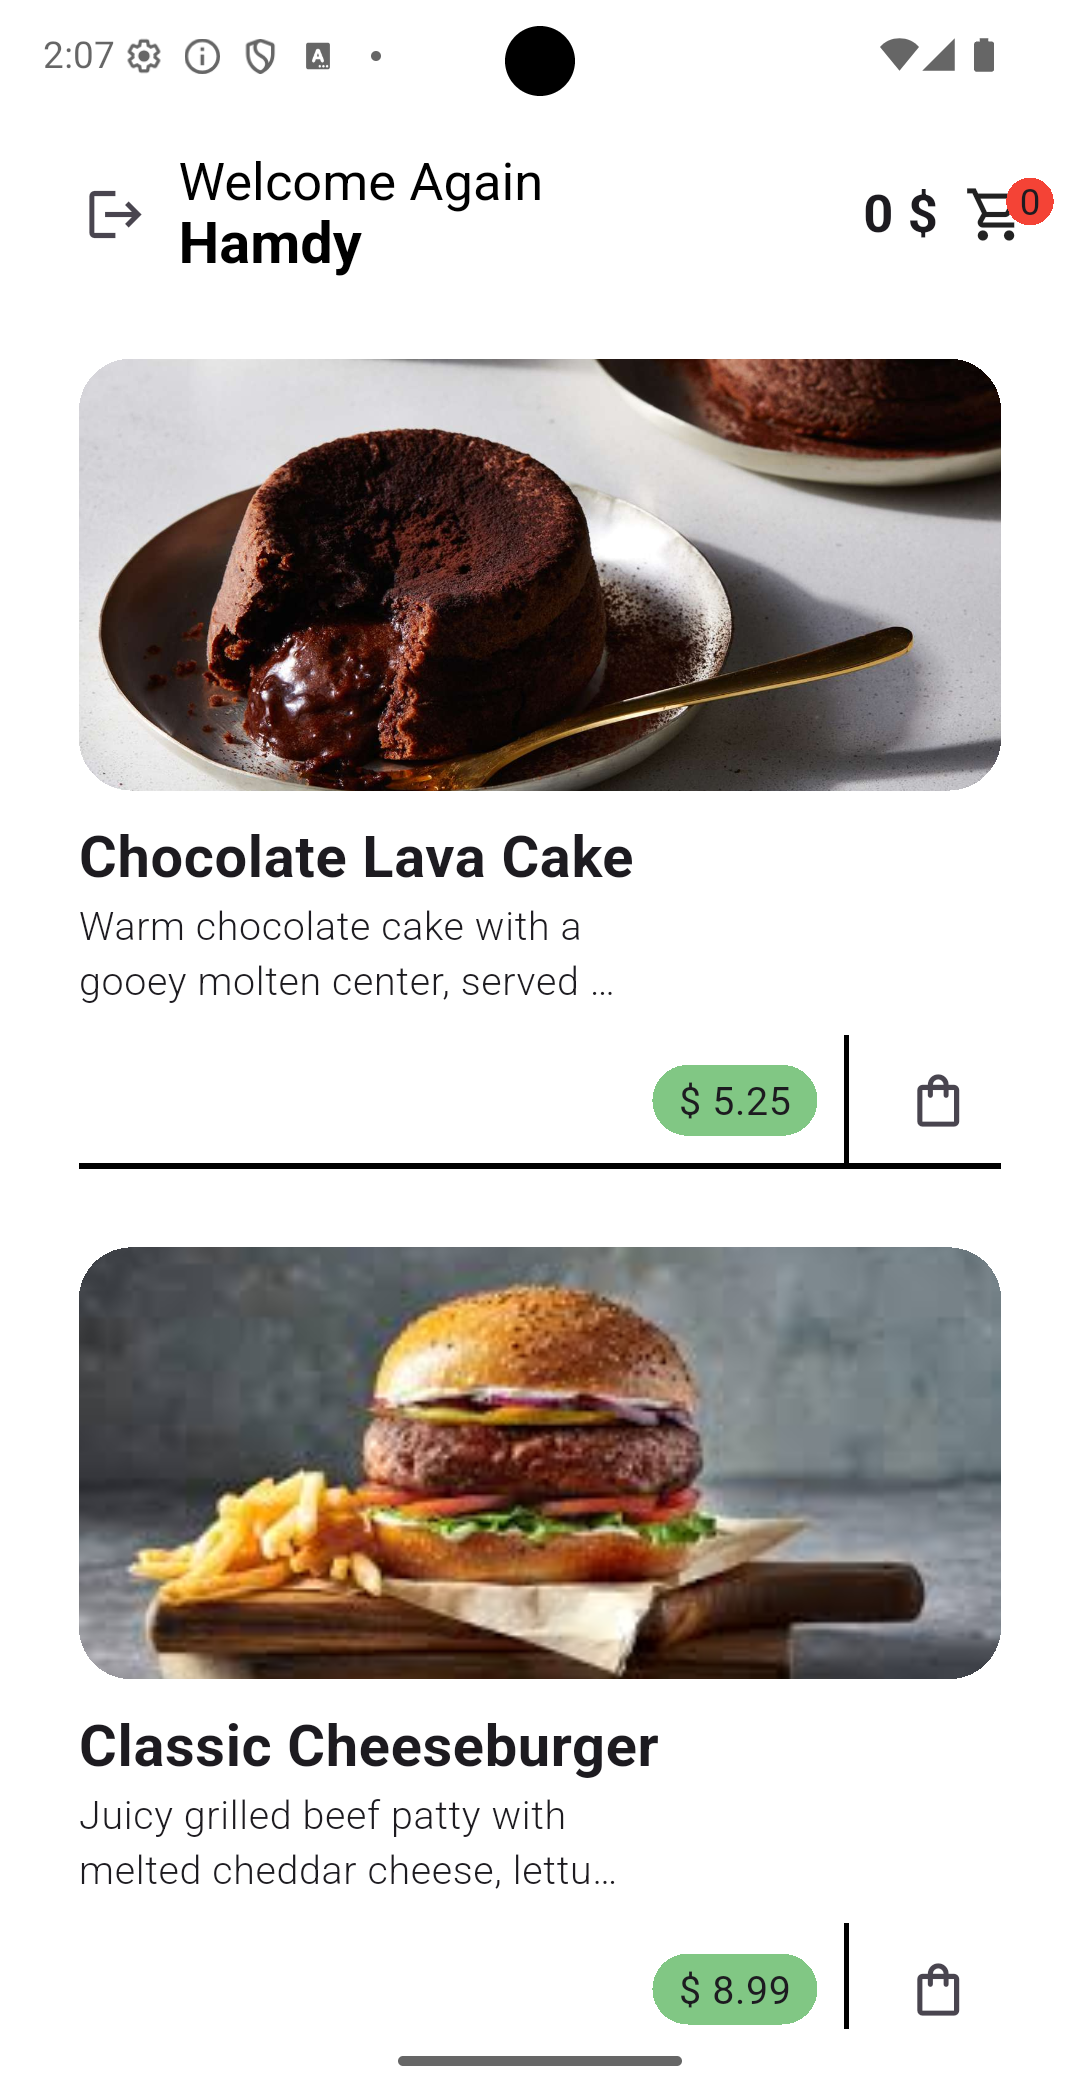 2:07
Welcome Again
Hamdy
0 $
0
Chocolate Lava Cake
Warm chocolate cake with a
gooey molten center, served ...
$ 5.25
Classic Cheeseburger
Juicy grilled beef patty with
melted cheddar cheese, lettu...
$ 8.99